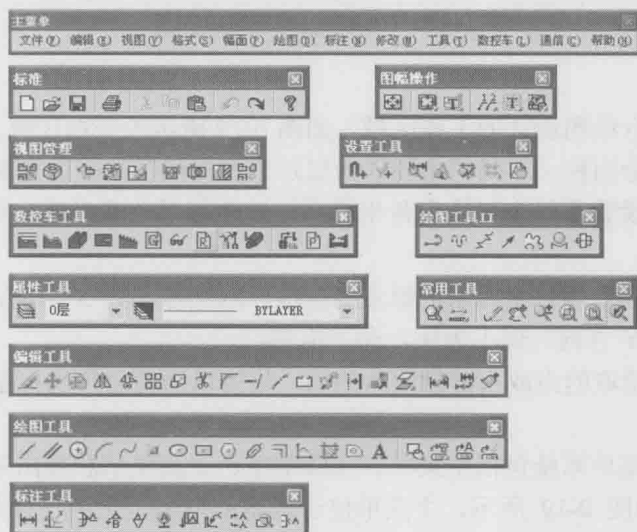 主菜单
文件(F) 编辑(E) 视图(V) 格式(S) 幅面(P) 绘图(D) 标注(N) 修改(M) 工具(T) 数控车(L) 通信(C) 帮助(H)
标准
图幅操作
视图管理
设置工具
数控车工具
绘图工具II
属性工具
0层 BYLAYER
常用工具
编辑工具
绘图工具
A
标注工具